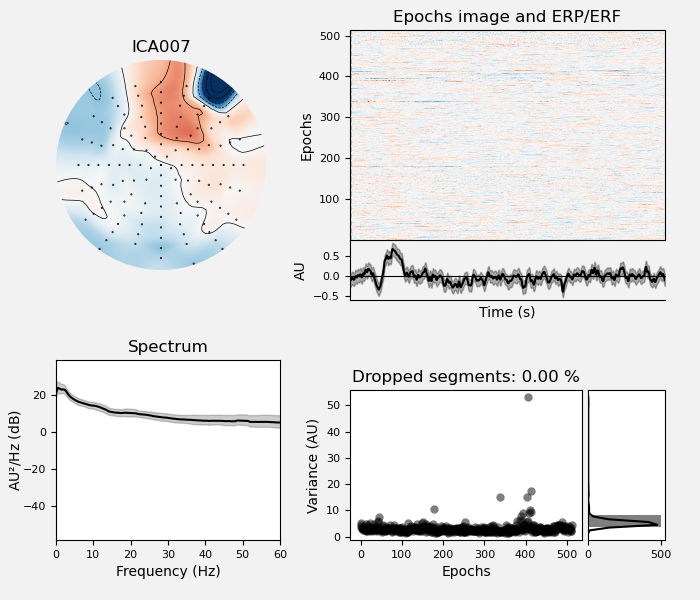 ICA007
Epochs image and ERP/ERF
Epochs
500
400
300
200
100
AU
0.5
0.0
−0.5
Time (s)
Spectrum
AU²/Hz (dB)
20
0
−20
−40
0 10 20 30 40 50 60
Frequency (Hz)
Dropped segments: 0.00 %
Variance (AU)
50
40
30
20
10
0
0 100 200 300 400 500
Epochs
0 500